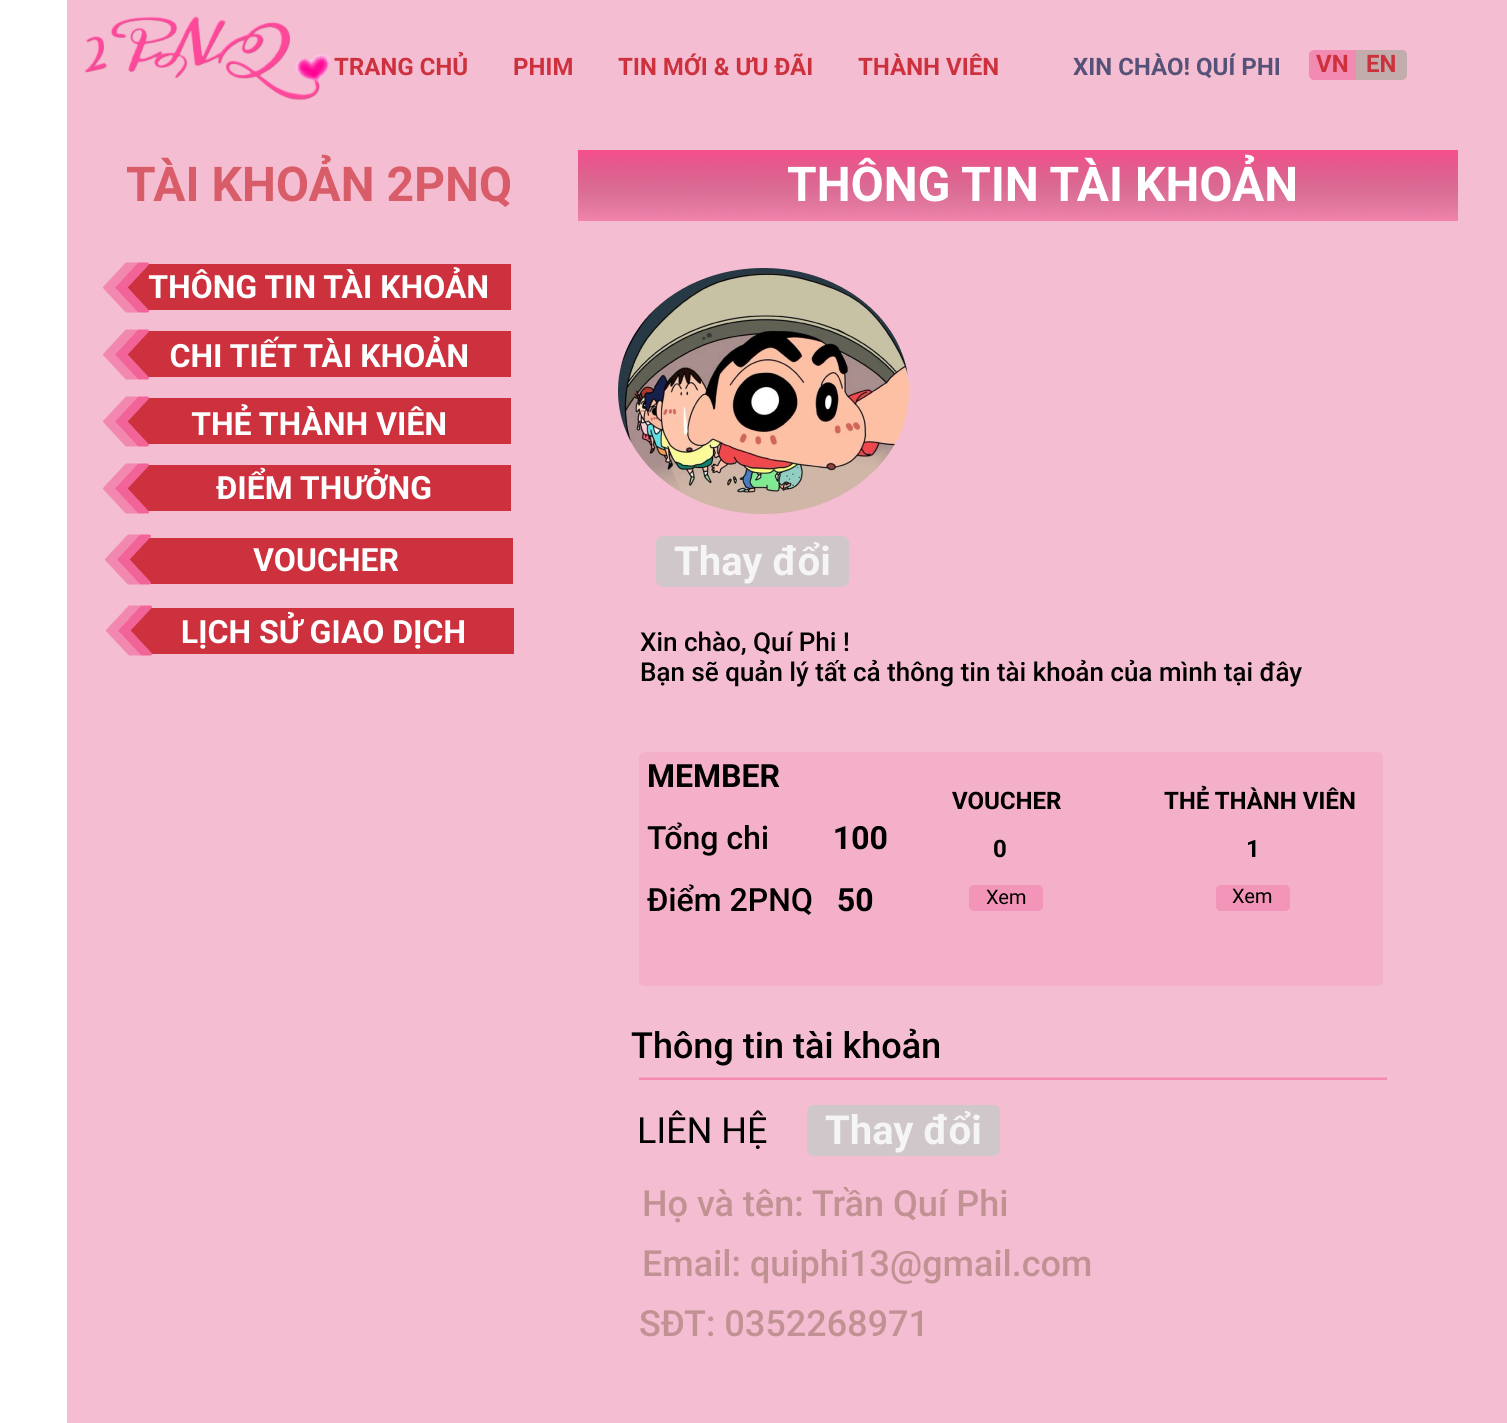 2PNQ
TRANG CHỦ PHIM TIN MỚI & ƯU ĐÃI THÀNH VIÊN XIN CHÀO! QUÍ PHI VN EN
TÀI KHOẢN 2PNQ
THÔNG TIN TÀI KHOẢN
CHI TIẾT TÀI KHOẢN
THẺ THÀNH VIÊN
ĐIỂM THƯỞNG
VOUCHER
LỊCH SỬ GIAO DỊCH
THÔNG TIN TÀI KHOẢN
Thay đổi
Xin chào, Quí Phi !
Bạn sẽ quản lý tất cả thông tin tài khoản của mình tại đây
MEMBER
Tổng chi 100
Điểm 2PNQ 50
VOUCHER
0
Xem
THẺ THÀNH VIÊN
1
Xem
Thông tin tài khoản
LIÊN HỆ Thay đổi
Họ và tên: Trần Quí Phi
Email: quiphi13@gmail.com
SĐT: 0352268971